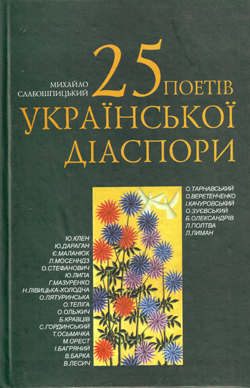 МИХАЙЛО
СЛАБОШПИЦЬКИЙ
25 ПОЕТІВ
УКРАЇНСЬКОЇ
ДІАСПОРИ
О.ТАРНАВСЬКИЙ
О.ВЕРЕТЕНЧЕНКО
І.КАЧУРОВСЬКИЙ
О.ЗУЄВСЬКИЙ
Б.ОЛЕКСАНДРІВ
Л.ПОЛТВА
Л.ЛИМАН
Ю.КЛЕН
Ю.ДАРАГАН
Є.МАЛАНЮК
Л.МОСЕНДЗ
О.СТЕФАНОВИЧ
Ю.ЛИПА
Г.МАЗУРЕНКО
Н.ЛІВИЦЬКА-ХОЛОДНА
О.ЛЯТУРИНСЬКА
О.ТЕЛІГА
О.ОЛЬЖИЧ
Б.КРАВЦІВ
С.ГОРДИНСЬКИЙ
Т.ОСЬМАЧКА
М.ОРЕСТ
І.БАГРЯНИЙ
В.БАРКА
В.ЛЕСИЧ